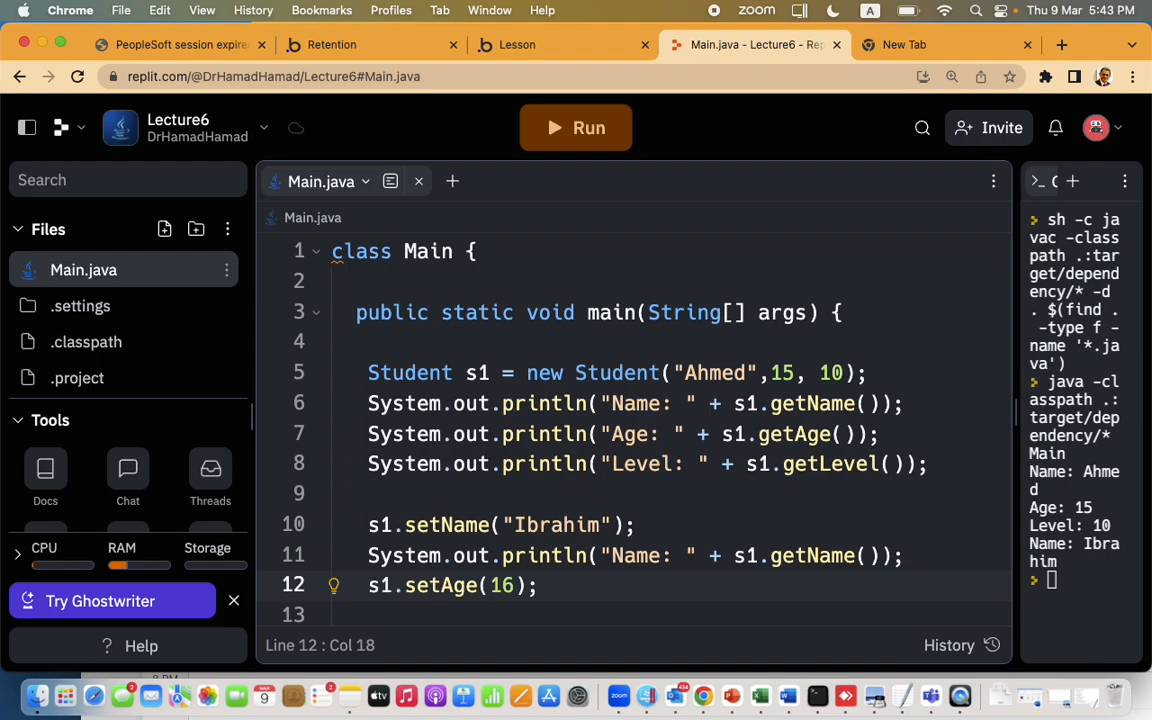 Chrome File Edit View History Bookmarks Profiles Tab Window Help zoom A Thu 9 Mar 5:43 PM
PeopleSoft session expire Retention Lesson Main.java - Lecture6 - Rep New Tab
replit.com/@DrHamadHamad/Lecture6#Main.java
Lecture6
DrHamadHamad
Run
Invite
Search
Files
Main.java
.settings
.classpath
.project
Tools
Docs Chat Threads
CPU RAM Storage
Try Ghostwriter
? Help
Main.java
Main.java
1 class Main {
2
3 public static void main(String[] args) {
4
5 Student s1 = new Student("Ahmed",15, 10);
6 System.out.println("Name: " + s1.getName());
7 System.out.println("Age: " + s1.getAge());
8 System.out.println("Level: " + s1.getLevel());
9
10 s1.setName("Ibrahim");
11 System.out.println("Name: " + s1.getName());
12 s1.setAge(16);
13
Line 12 : Col 18
History
sh -c ja
vac -class
path .:tar
get/depend
ency/* -d
. $(find .
-type f -
name '*.ja
va')
java -cl
asspath .:
target/dep
endency/*
Main
Name: Ahme
d
Age: 15
Level: 10
Name: Ibra
him
8 PM
zoom